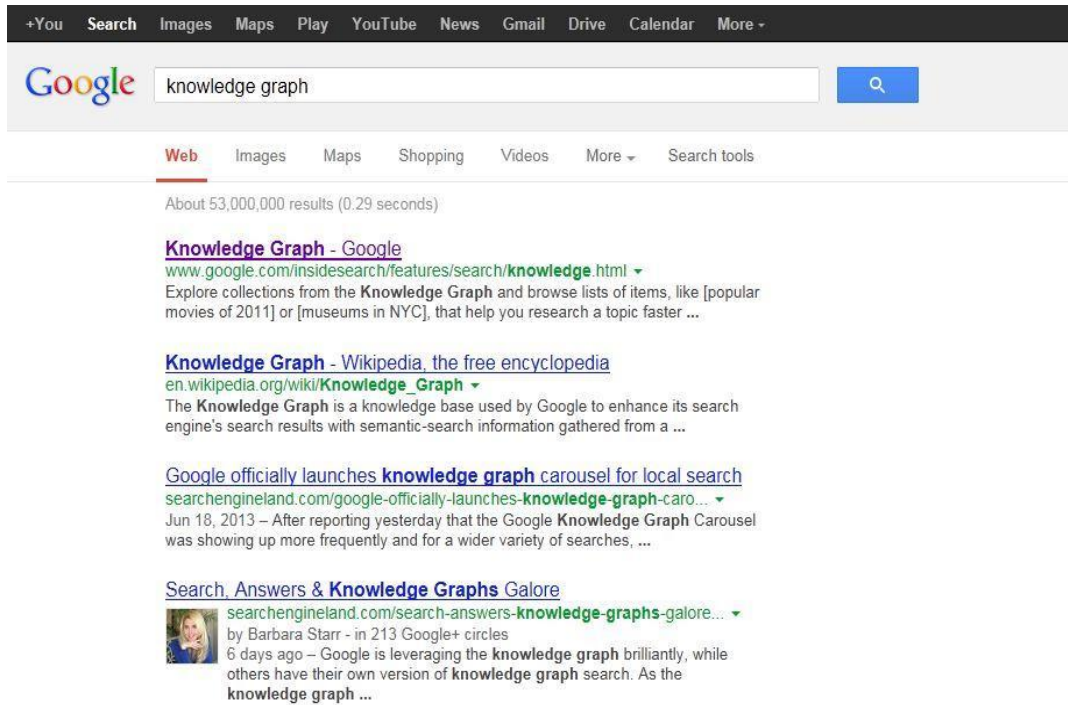 +You Search Images Maps Play YouTube News Gmail Drive Calendar More
Google knowledge graph
Web Images Maps Shopping Videos More Search tools
About 53,000,000 results (0.29 seconds)
Knowledge Graph - Google
www.google.com/insidesearch/features/search/knowledge.html
Explore collections from the Knowledge Graph and browse lists of items, like [popular
movies of 2011] or [museums in NYC], that help you research a topic faster ...
Knowledge Graph - Wikipedia, the free encyclopedia
en.wikipedia.org/wiki/Knowledge_Graph
The Knowledge Graph is a knowledge base used by Google to enhance its search
engine's search results with semantic-search information gathered from a ...
Google officially launches knowledge graph carousel for local search
searchengineland.com/google-officially-launches-knowledge-graph-caro...
Jun 18, 2013 – After reporting yesterday that the Google Knowledge Graph Carousel
was showing up more frequently and for a wider variety of searches, ...
Search, Answers & Knowledge Graphs Galore
searchengineland.com/search-answers-knowledge-graphs-galore...
by Barbara Starr - in 213 Google+ circles
6 days ago – Google is leveraging the knowledge graph brilliantly, while
others have their own version of knowledge graph search. As the
knowledge graph ...